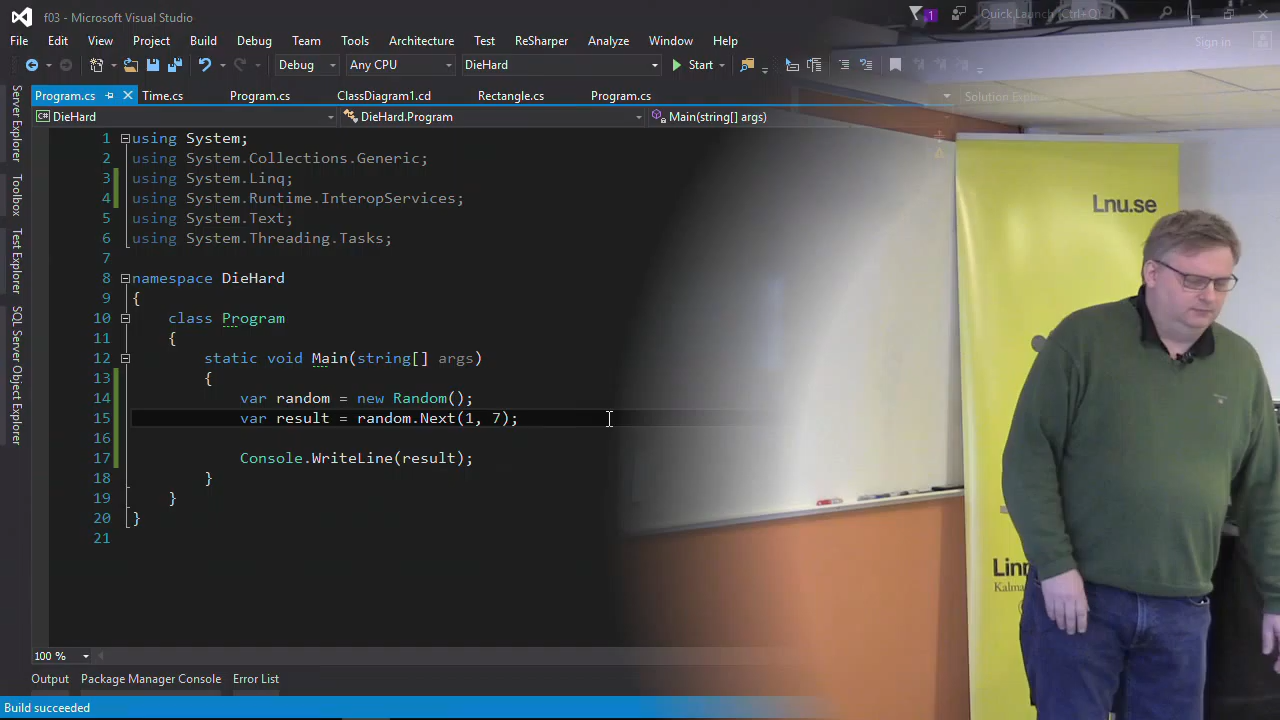 f03 - Microsoft Visual Studio
1
Quick Launch (Ctrl+Q)
File Edit View Project Build Debug Team Tools Architecture Test ReSharper Analyze Window Help
Sign in
Debug Any CPU DieHard Start
Program.cs Time.cs Program.cs ClassDiagram1.cd Rectangle.cs Program.cs
DieHard DieHard.Program Main(string[] args)
Server Explorer
Toolbox
Test Explorer
SQL Server Object Explorer
1 using System;
2 using System.Collections.Generic;
3 using System.Linq;
4 using System.Runtime.InteropServices;
5 using System.Text;
6 using System.Threading.Tasks;
7
8 namespace DieHard
9 {
10 class Program
11 {
12 static void Main(string[] args)
13 {
14 var random = new Random();
15 var result = random.Next(1, 7);
16
17 Console.WriteLine(result);
18 }
19 }
20 }
21
100 %
Output Package Manager Console Error List
Build succeeded
Lnu.se